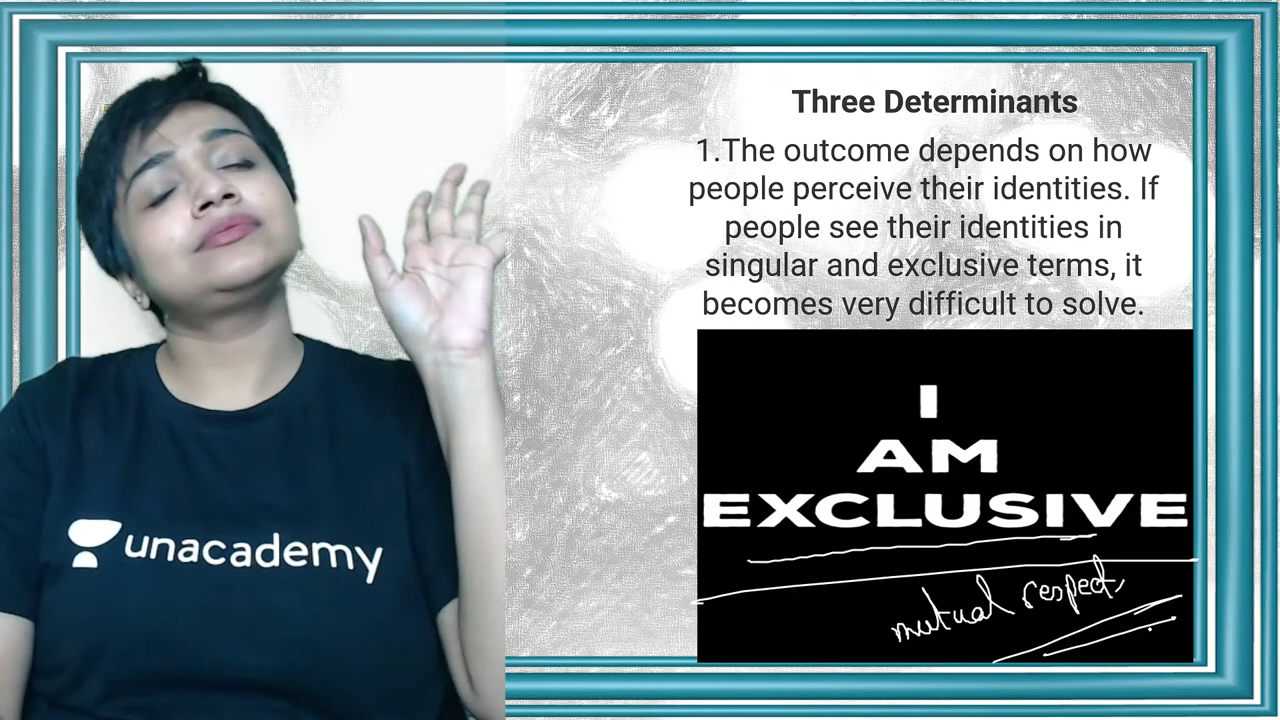 Three Determinants
1.The outcome depends on how
people perceive their identities. If
people see their identities in
singular and exclusive terms, it
becomes very difficult to solve.
I
AM
EXCLUSIVE
mutual respect,
unacademy